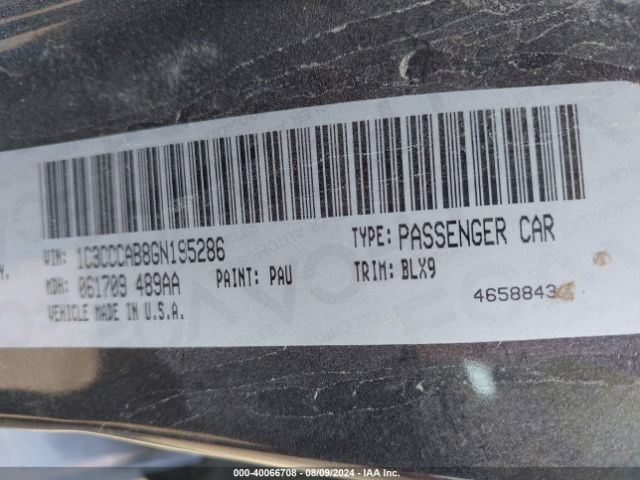 VIN: 1C3CCCAB8GN195286 TYPE: PASSENGER CAR
MDH: 061709 489AA PAINT: PAU TRIM: BLX9
VEHICLE MADE IN U.S.A.
4658843
000-40066708 - 08/09/2024 - IAA Inc.